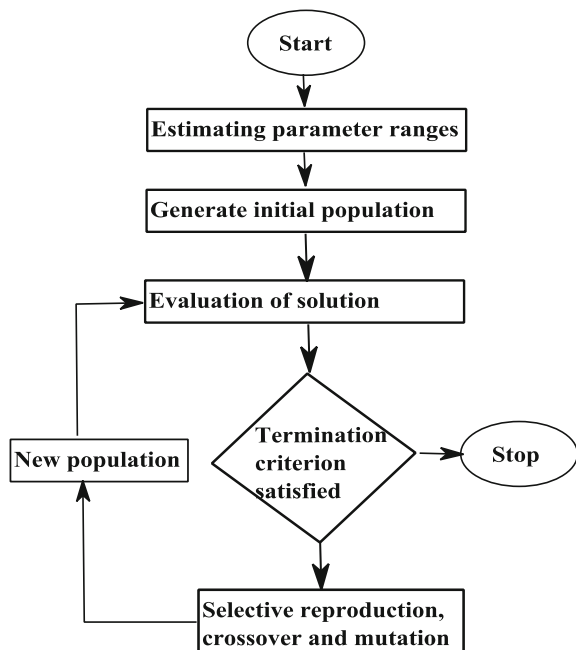 Start
Estimating parameter ranges
Generate initial population
Evaluation of solution
Termination
criterion
satisfied
Stop
New population
Selective reproduction,
crossover and mutation